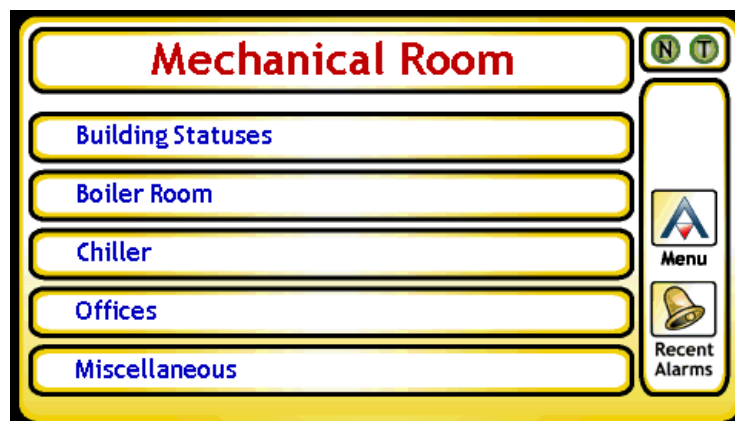 Mechanical Room
N T
Building Statuses
Boiler Room
Chiller
Offices
Miscellaneous
Menu
Recent
Alarms